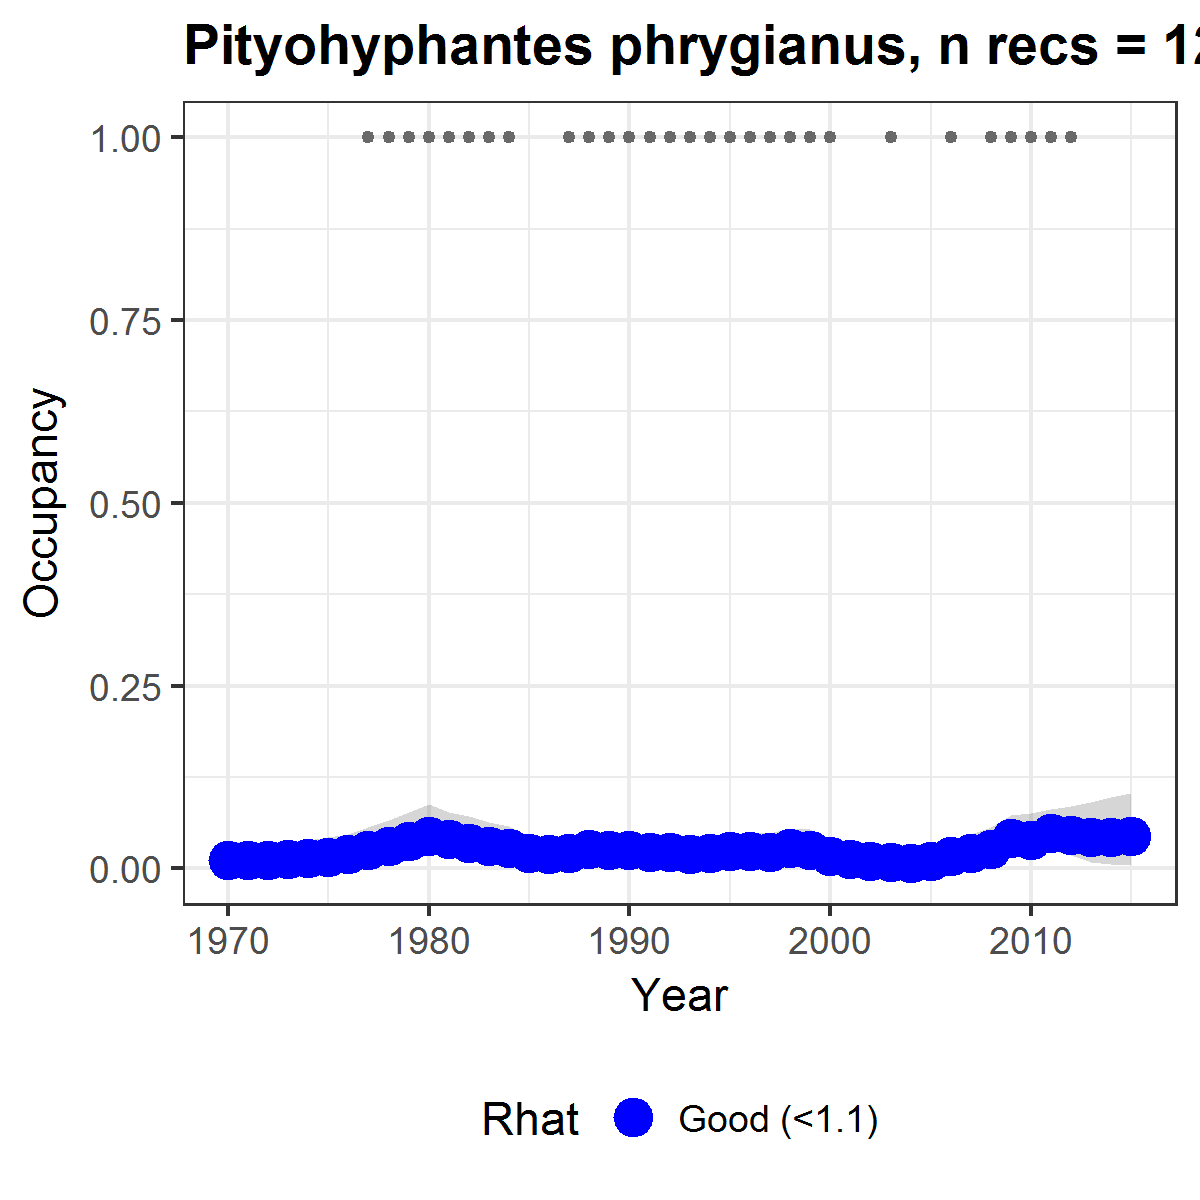 Pityohyphantes phrygianus, n recs = 12
1.00
0.75
0.50
0.25
0.00
Occupancy
1970 1980 1990 2000 2010
Year
Rhat Good (<1.1)